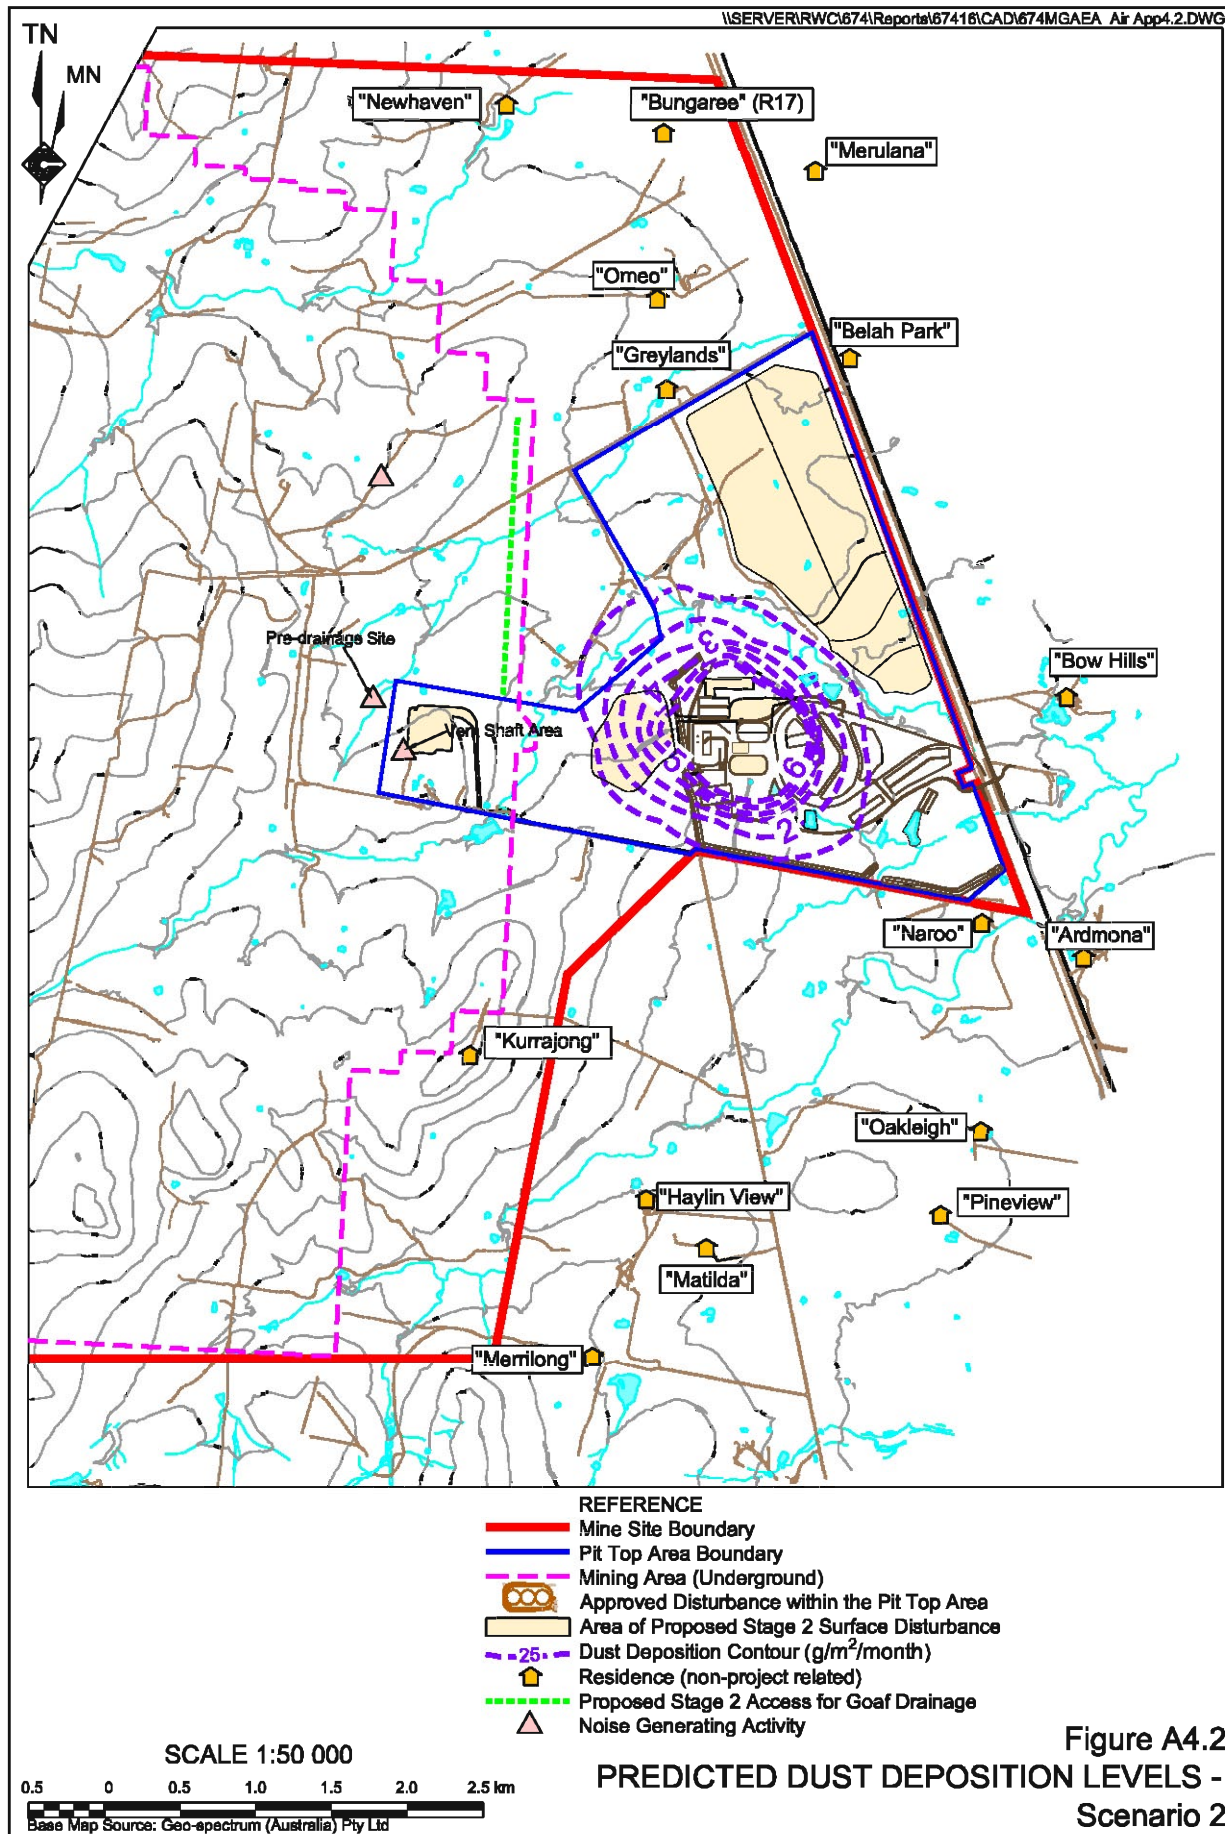 \\SERVER\RWC\674\Reports\67416\CAD\674MGAEA_Air App4.2.DWG
TN
MN
"Newhaven"
"Bungaree" (R17)
"Merulana"
"Omeo"
"Belah Park"
"Greylands"
Pre-drainage Site
"Bow Hills"
Vent Shaft Area
3
5
6
2
"Naroo"
"Ardmona"
"Kurrajong"
"Oakleigh"
"Haylin View"
"Pineview"
"Matilda"
"Merrilong"
REFERENCE
Mine Site Boundary
Pit Top Area Boundary
Mining Area (Underground)
Approved Disturbance within the Pit Top Area
Area of Proposed Stage 2 Surface Disturbance
25 Dust Deposition Contour (g/m²/month)
Residence (non-project related)
Proposed Stage 2 Access for Goaf Drainage
Noise Generating Activity
SCALE 1:50 000
0.5 0 0.5 1.0 1.5 2.0 2.5 km
Base Map Source: Geo-spectrum (Australia) Pty Ltd
Figure A4.2
PREDICTED DUST DEPOSITION LEVELS -
Scenario 2